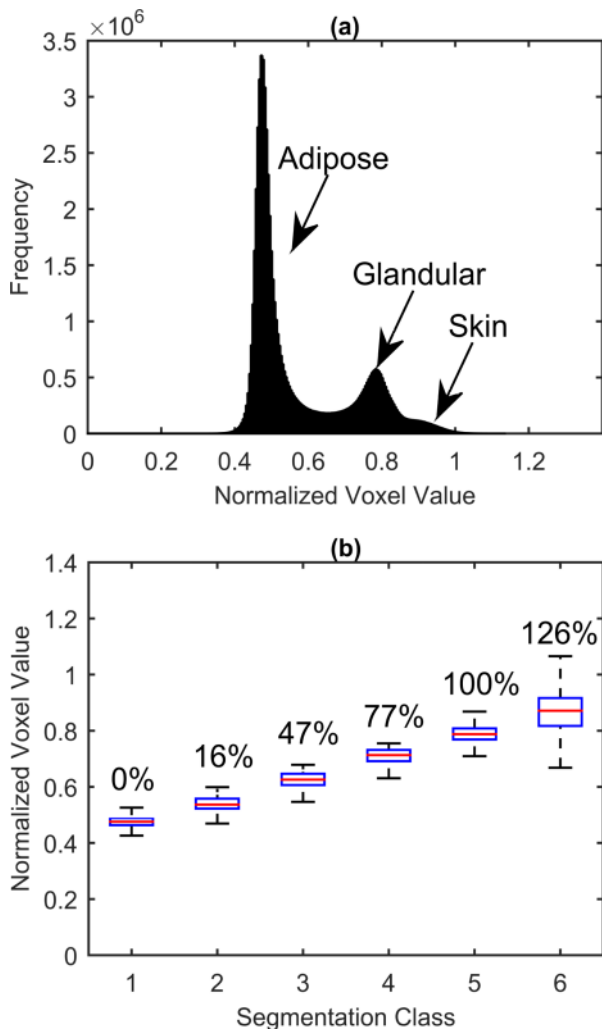 (a)
×10⁶
3.5
3
2.5
2
1.5
1
0.5
0
Frequency
Adipose
Glandular
Skin
0 0.2 0.4 0.6 0.8 1 1.2
Normalized Voxel Value
(b)
1.4
1.2
1
0.8
0.6
0.4
0.2
0
Normalized Voxel Value
0%
16%
47%
77%
100%
126%
1 2 3 4 5 6
Segmentation Class